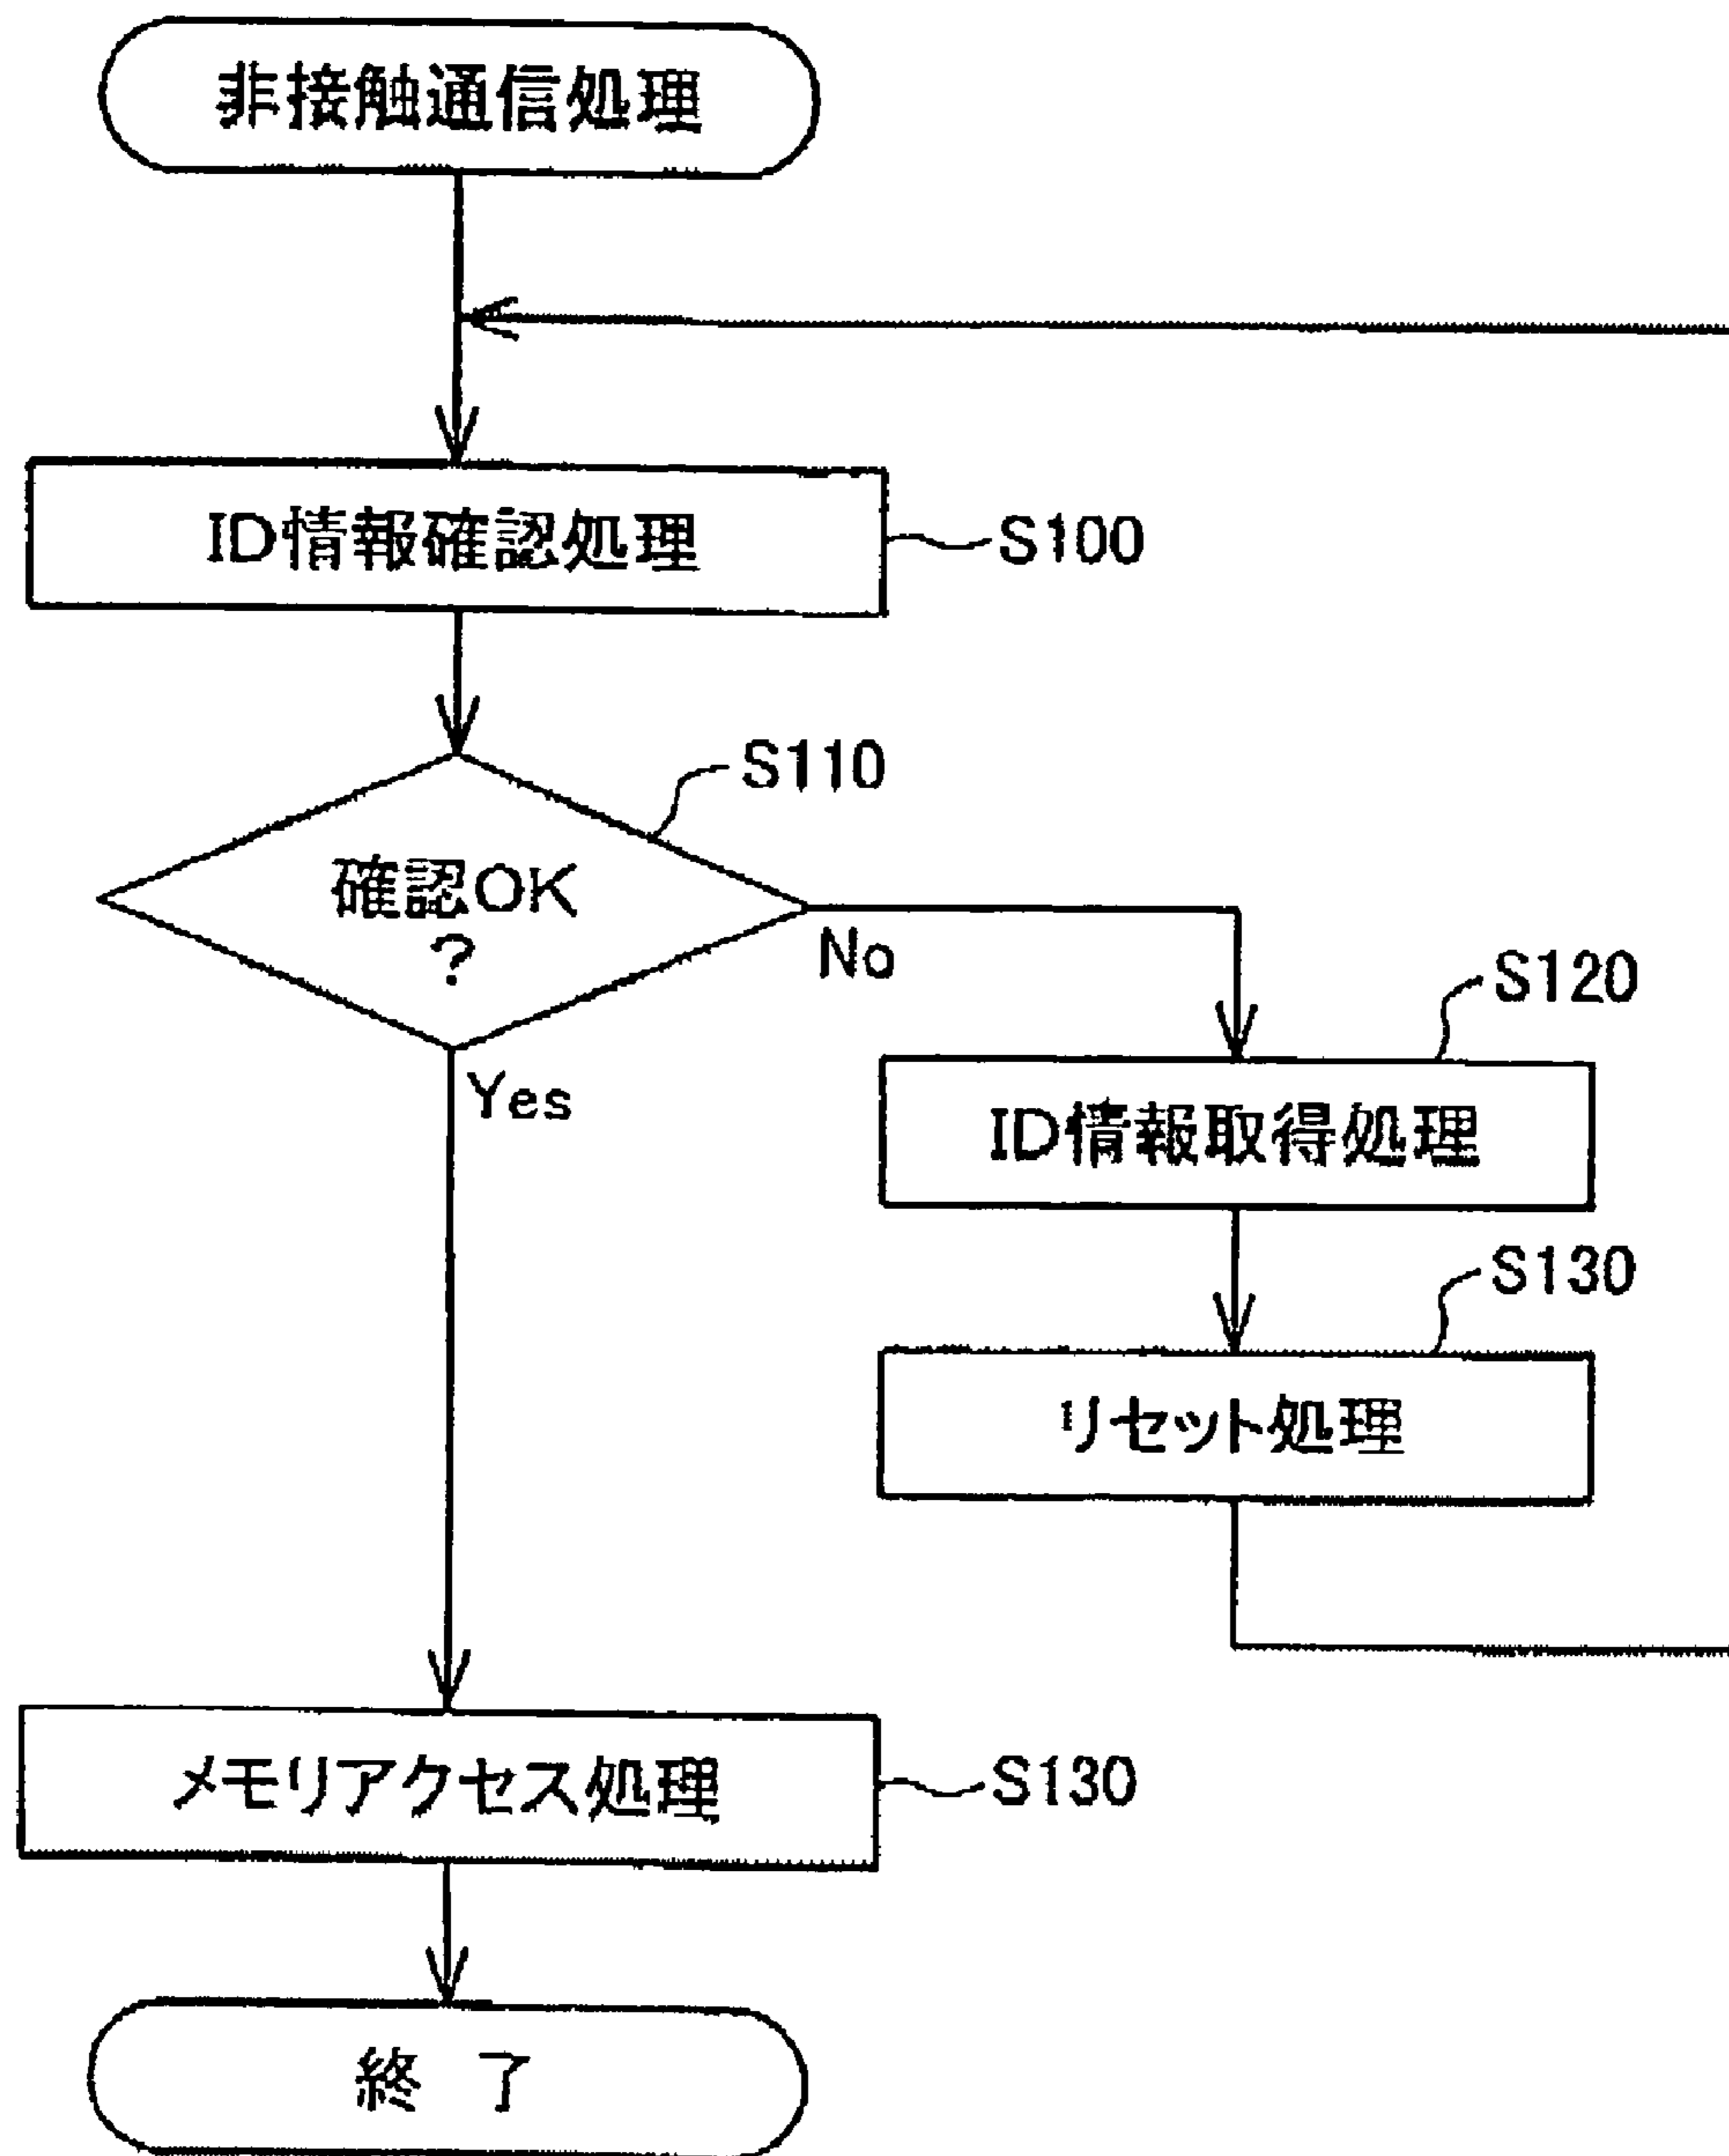 非接触通信処理
ID情報確認処理
S100
S110
確認OK
?
No
Yes
S120
ID情報取得処理
S130
リセット処理
メモリアクセス処理
S130
終 了